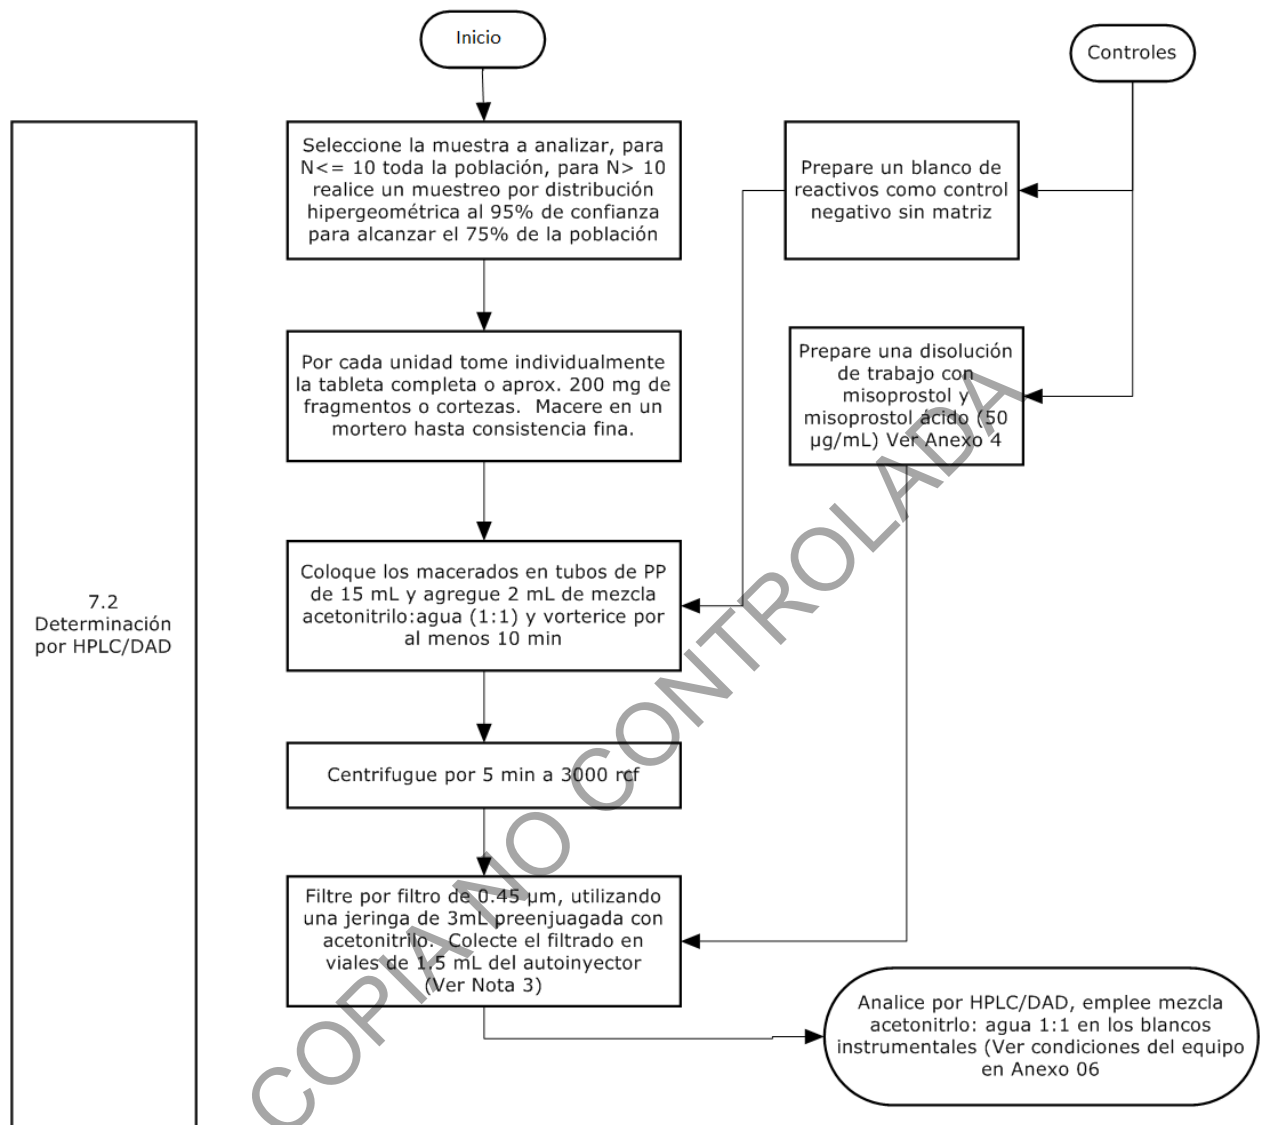 Inicio
Controles
7.2
Determinación
por HPLC/DAD
Seleccione la muestra a analizar, para
N<= 10 toda la población, para N> 10
realice un muestreo por distribución
hipergeométrica al 95% de confianza
para alcanzar el 75% de la población
Prepare un blanco de
reactivos como control
negativo sin matriz
Por cada unidad tome individualmente
la tableta completa o aprox. 200 mg de
fragmentos o cortezas. Macere en un
mortero hasta consistencia fina.
Prepare una disolución
de trabajo con
misoprostol y
misoprostol ácido (50
µg/mL) Ver Anexo 4
Coloque los macerados en tubos de PP
de 15 mL y agregue 2 mL de mezcla
acetonitrilo:agua (1:1) y vorterice por
al menos 10 min
Centrifugue por 5 min a 3000 rcf
Filtre por filtro de 0.45 µm, utilizando
una jeringa de 3mL preenjuagada con
acetonitrilo. Colecte el filtrado en
viales de 1.5 mL del autoinyector
(Ver Nota 3)
Analice por HPLC/DAD, emplee mezcla
acetonitrlo: agua 1:1 en los blancos
instrumentales (Ver condiciones del equipo
en Anexo 06
COPIA NO CONTROLADA